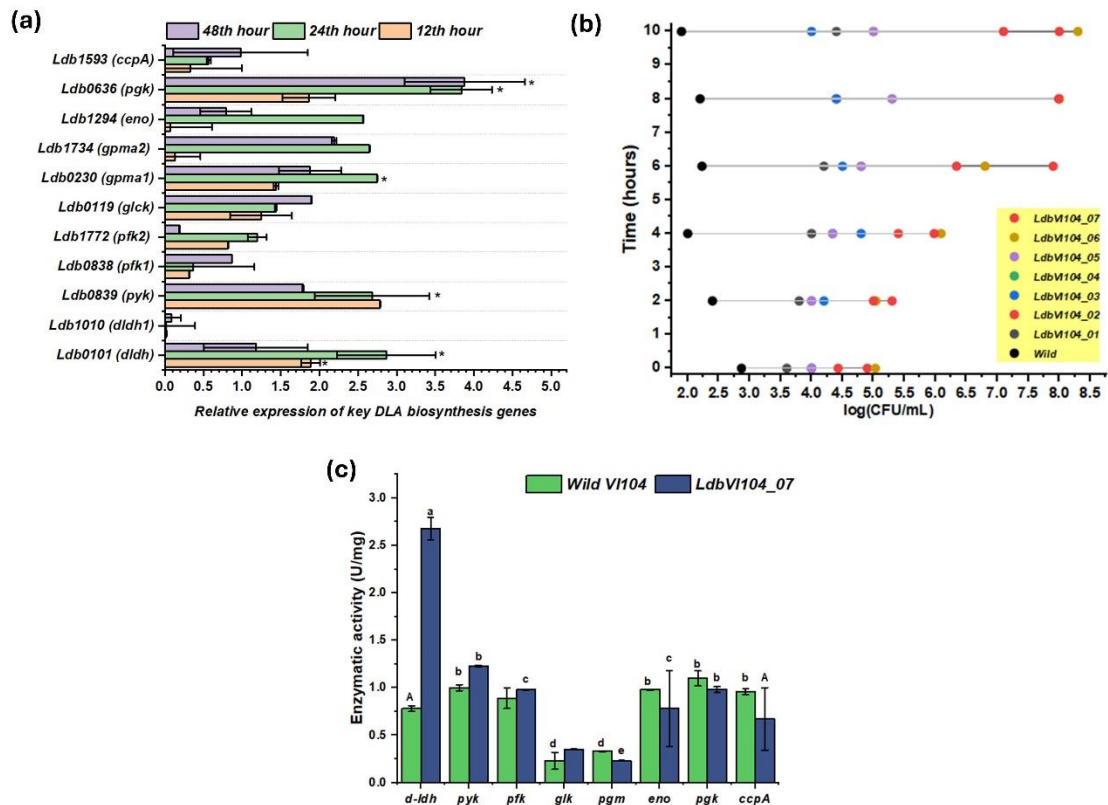 (a)
48th hour 24th hour 12th hour
Ldb1593 (ccpA)
Ldb0636 (pgk)
Ldb1294 (eno)
Ldb1734 (gpma2)
Ldb0230 (gpma1)
Ldb0119 (glck)
Ldb1772 (pfk2)
Ldb0838 (pfk1)
Ldb0839 (pyk)
Ldb1010 (dldh1)
Ldb0101 (dldh)
*
*
*
*
*
*
0.0 0.5 1.0 1.5 2.0 2.5 3.0 3.5 4.0 4.5 5.0
Relative expression of key DLA biosynthesis genes
(b)
Time (hours)
10
9
8
7
6
5
4
3
2
1
0
LdbVI104_07
LdbVI104_06
LdbVI104_05
LdbVI104_04
LdbVI104_03
LdbVI104_02
LdbVI104_01
Wild
2.0 2.5 3.0 3.5 4.0 4.5 5.0 5.5 6.0 6.5 7.0 7.5 8.0 8.5
log(CFU/mL)
(c)
Wild VI104 LdbVI104_07
Enzymatic activity (U/mg)
3.0
2.5
2.0
1.5
1.0
0.5
0.0
A a b b c d d e b c b b b A
d-ldh pyk pfk glk pgm eno pgk ccpA